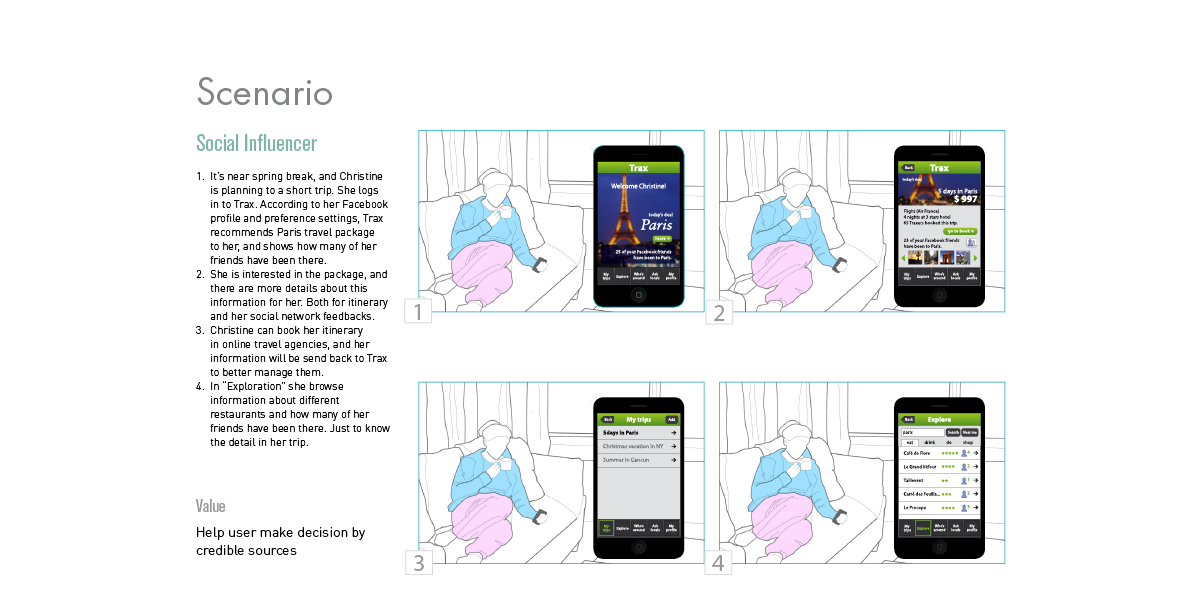 Scenario
Social Influencer
1. It's near spring break, and Christine
is planning to a short trip. She logs
in to Trax. According to her Facebook
profile and preference settings, Trax
recommends Paris travel package
to her, and shows how many of her
friends have been there.
2. She is interested in the package, and
there are more details about this
information for her. Both for itinerary
and her social network feedbacks.
3. Christine can book her itinerary
in online travel agencies, and her
information will be send back to Trax
to better manage them.
4. In "Exploration" she browse
information about different
restaurants and how many of her
friends have been there. Just to know
the detail in her trip.
Value
Help user make decision by
credible sources
Trax
Welcome Christine!
today's deal
Paris
25 of your Facebook friends
have been to Paris.
My trips Explore Who's around Ask locals My profile
1
Back Trax
today's deal
5 days in Paris
$ 997
Flight (Air France)
4 nights at 3 stars hotel
45 Traxers booked this trip.
go to book
25 of your Facebook friends
have been to Paris.
My trips Explore Who's around Ask locals My profile
2
Back My trips Add
5days in Paris
Christmas vacation in NY
Summer in Cancun
My trips Explore Who's around Ask locals My profile
3
Back Explore
paris Search Near me
eat drink do shop
Café de Flore 4
Le Grand Véfour 2
Taillevent 1
Carré des Feuilla... 2
Le Procope 1
My trips Explore Who's around Ask locals My profile
4